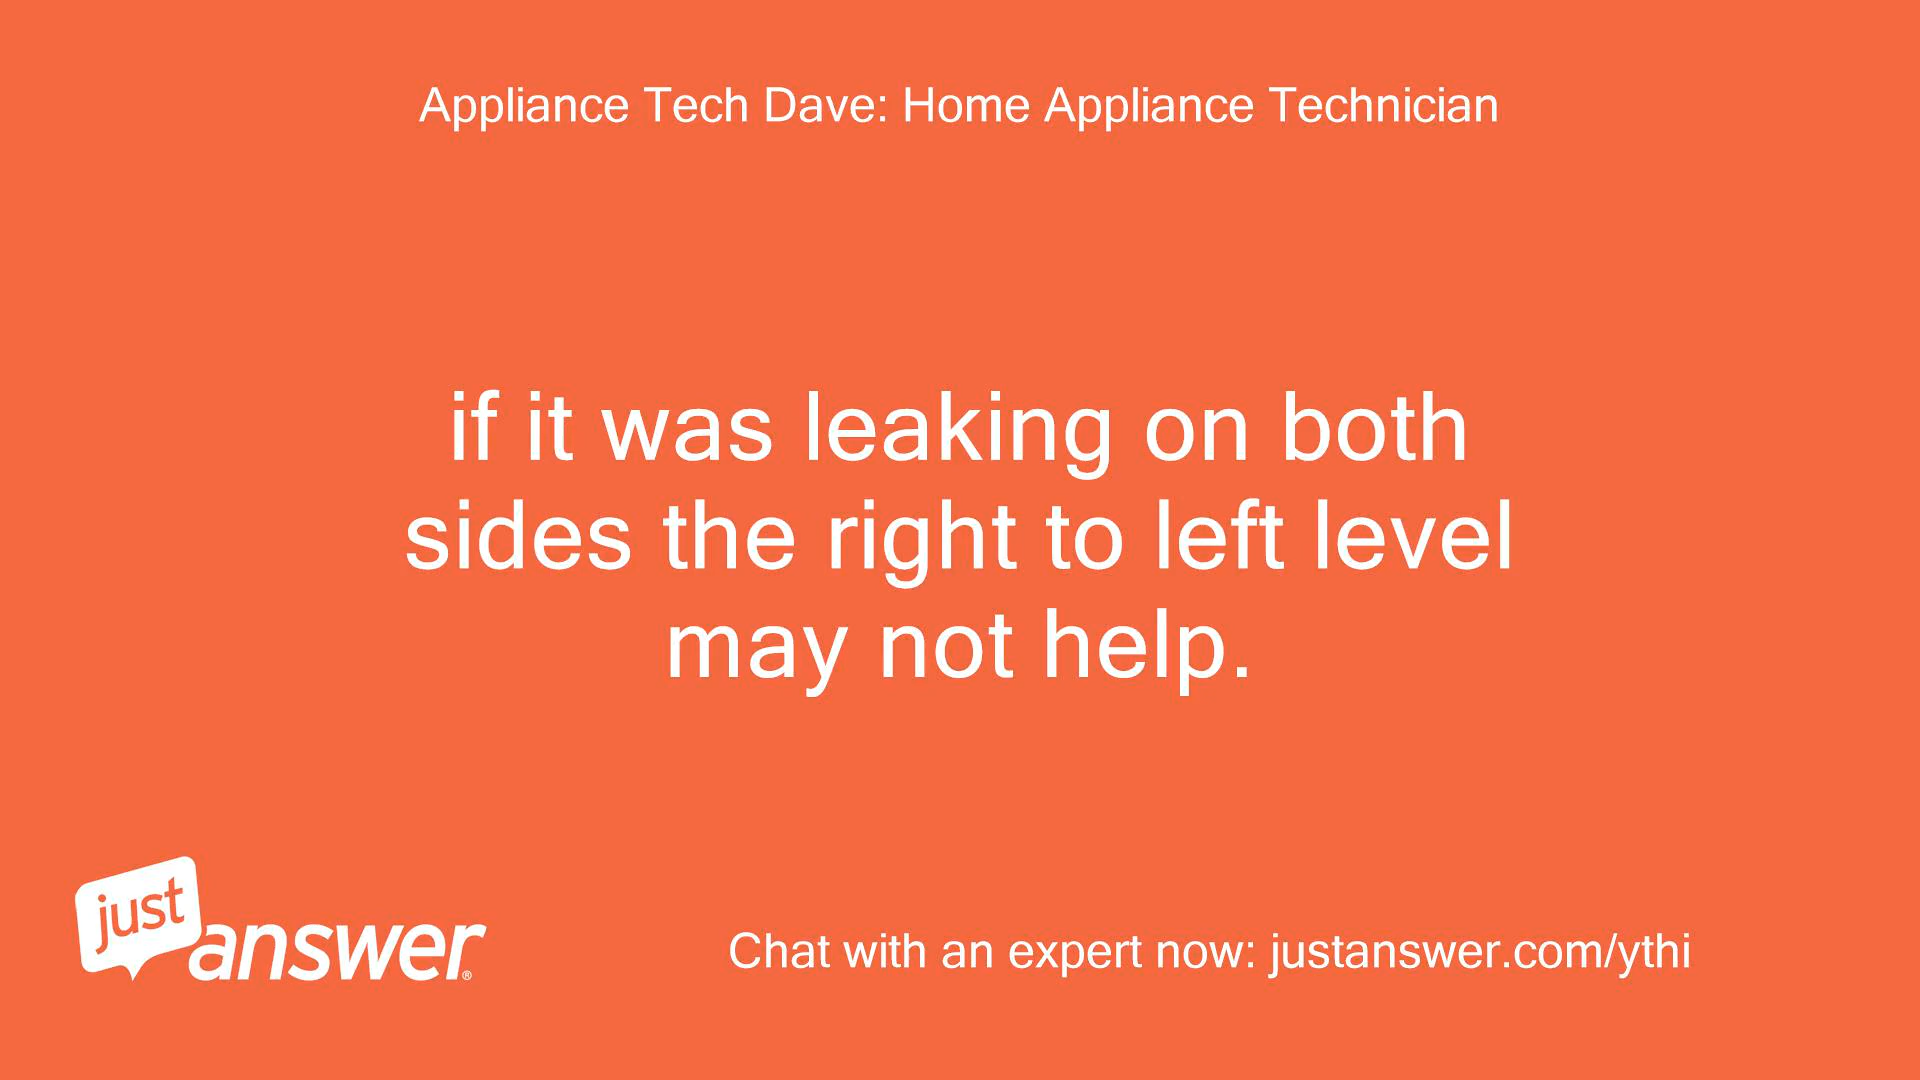 Appliance Tech Dave: Home Appliance Technician
if it was leaking on both
sides the right to left level
may not help.
just
answer®
Chat with an expert now: justanswer.com/ythi